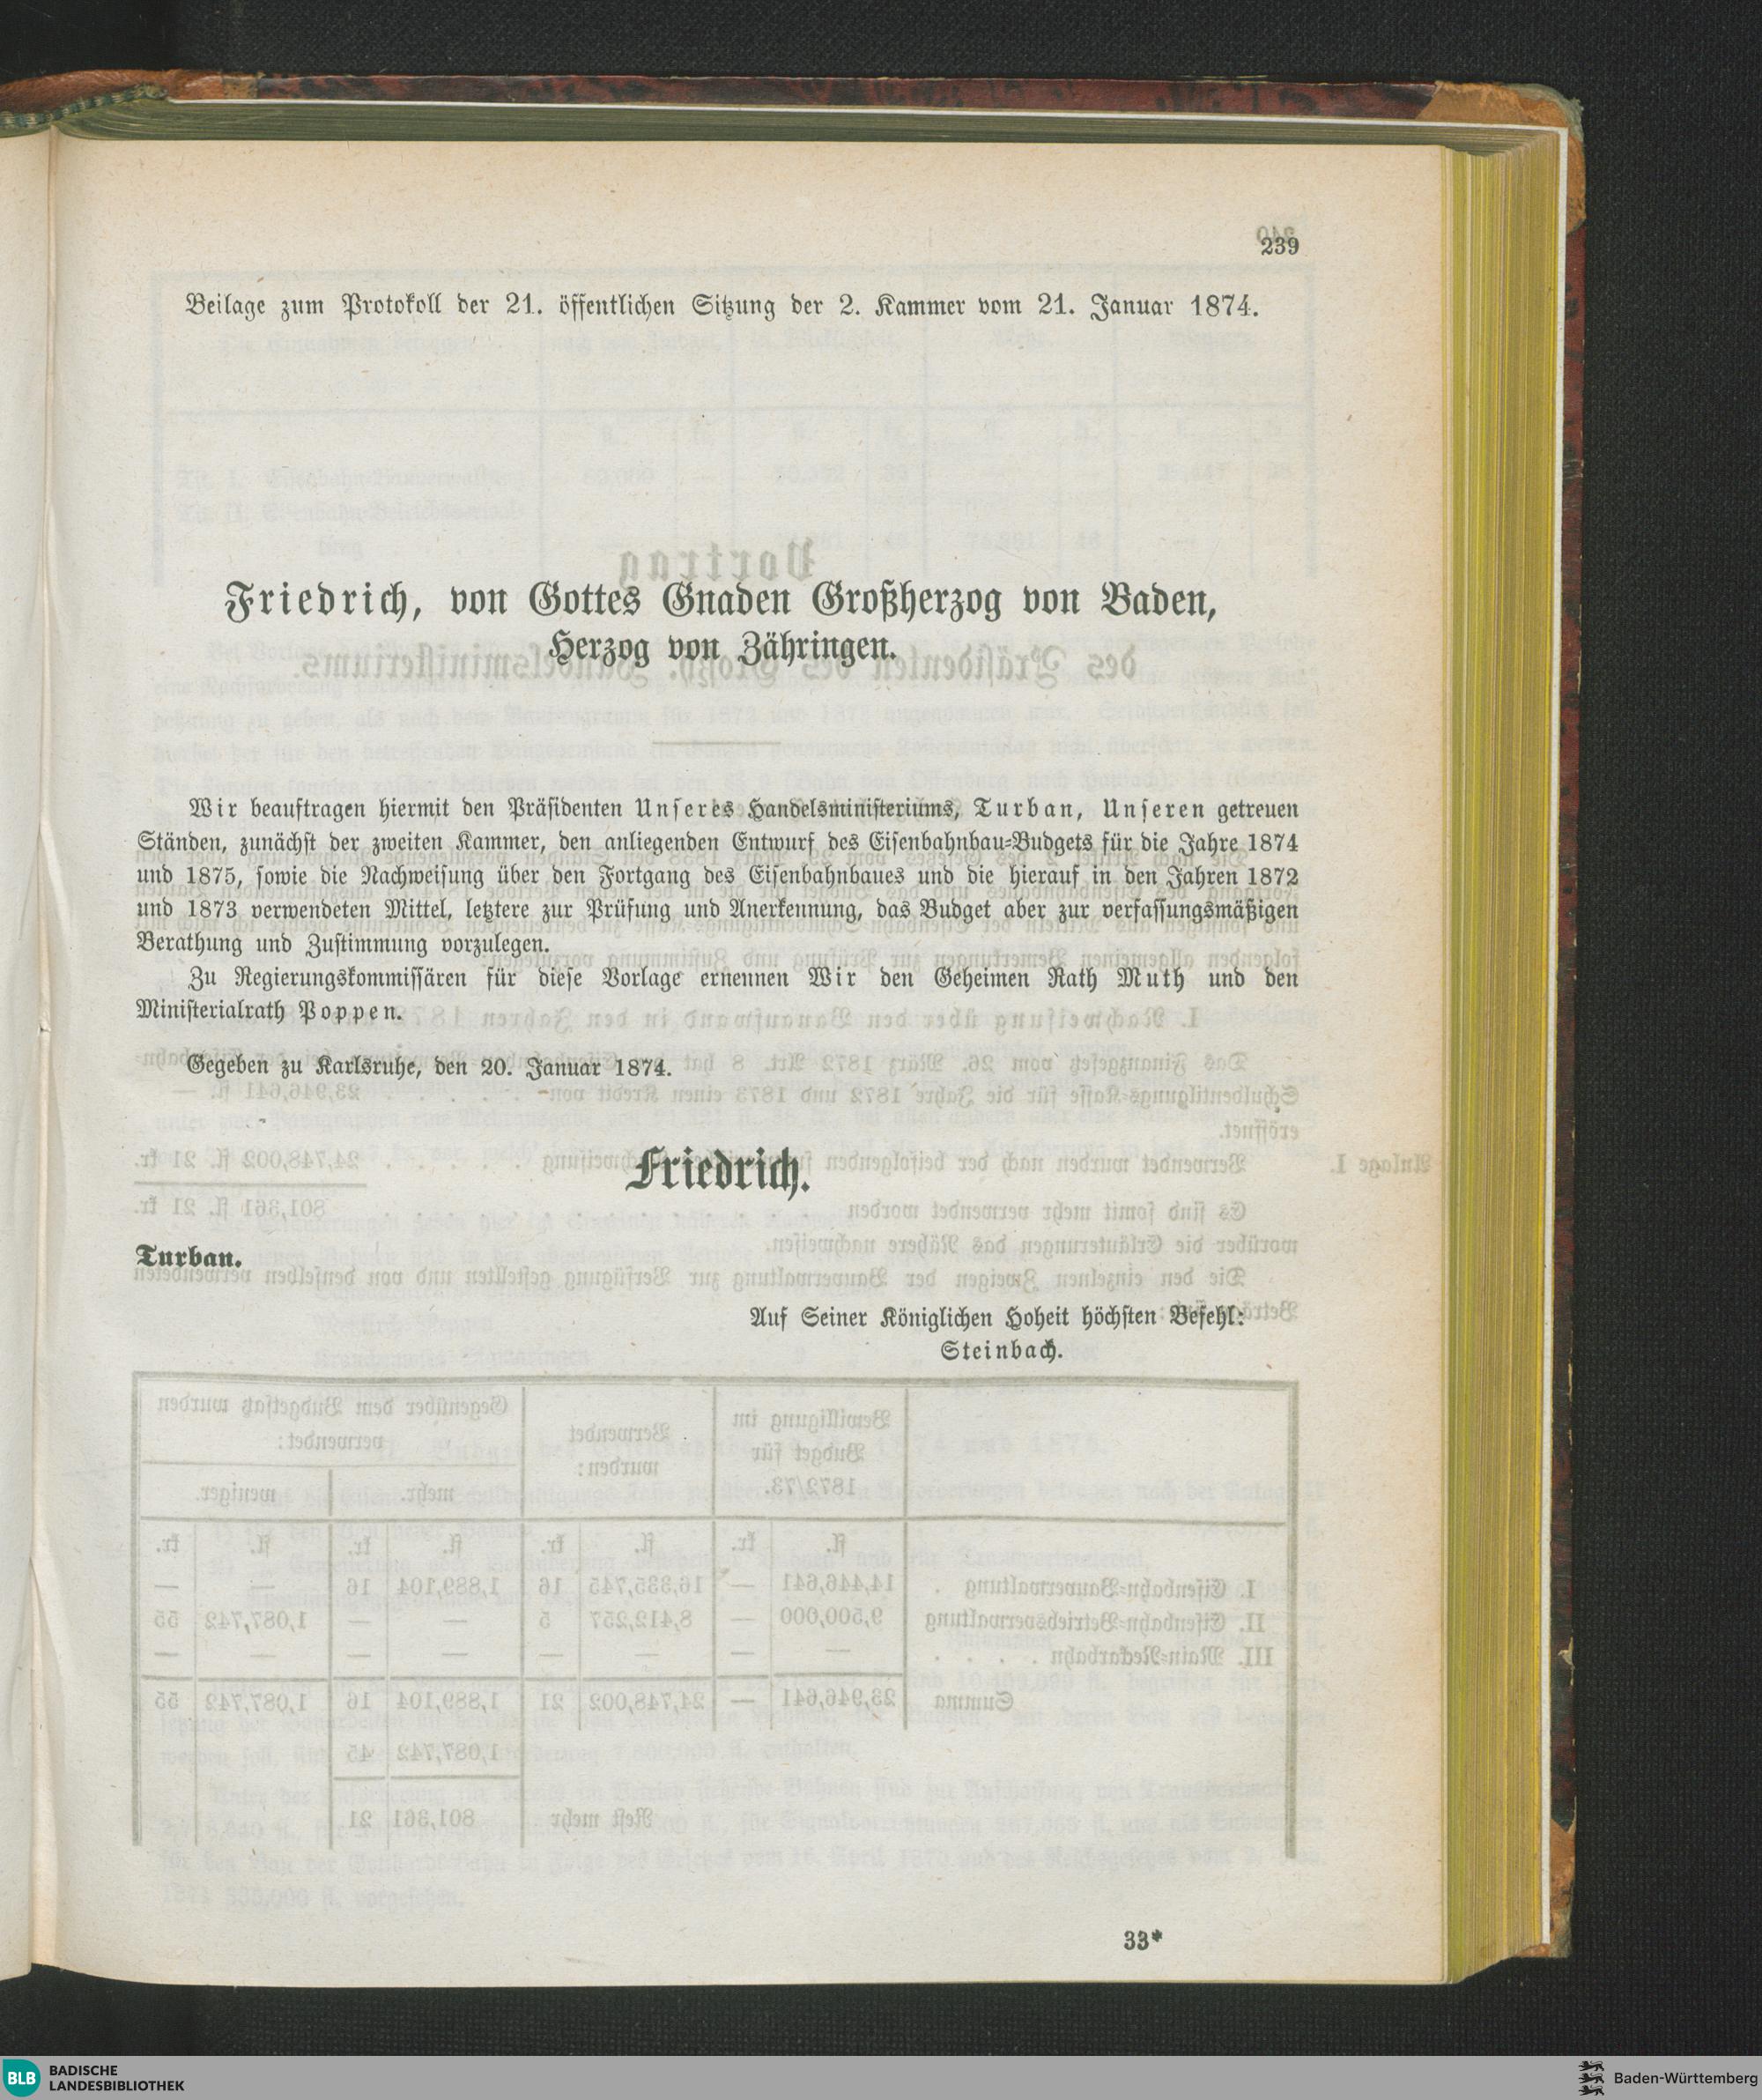 239
Beilage zum Protokoll der 21. öffentlichen Sitzung der 2. Kammer vom 21. Januar 1874.
Friedrich, von Gottes Gnaden Großherzog von Baden,
Herzog von Zähringen.
Wir beauftragen hiermit den Präsidenten Unseres Handelsministeriums, Turban, Unseren getreuen
Ständen, zunächst der zweiten Kammer, den anliegenden Entwurf des Eisenbahnbau=Budgets für die Jahre 1874
und 1875, sowie die Nachweisung über den Fortgang des Eisenbahnbaues und die hierauf in den Jahren 1872
und 1873 verwendeten Mittel, letztere zur Prüfung und Anerkennung, das Budget aber zur verfassungsmäßigen
Berathung und Zustimmung vorzulegen.
Zu Regierungskommissären für diese Vorlage ernennen Wir den Geheimen Rath Muth und den
Ministerialrath Poppen.
Gegeben zu Karlsruhe, den 20. Januar 1874.
Friedrich.
Turban.
Auf Seiner Königlichen Hoheit höchsten Befehl:
Steinbach.
33*
BLB BADISCHE
LANDESBIBLIOTHEK
Baden-Württemberg